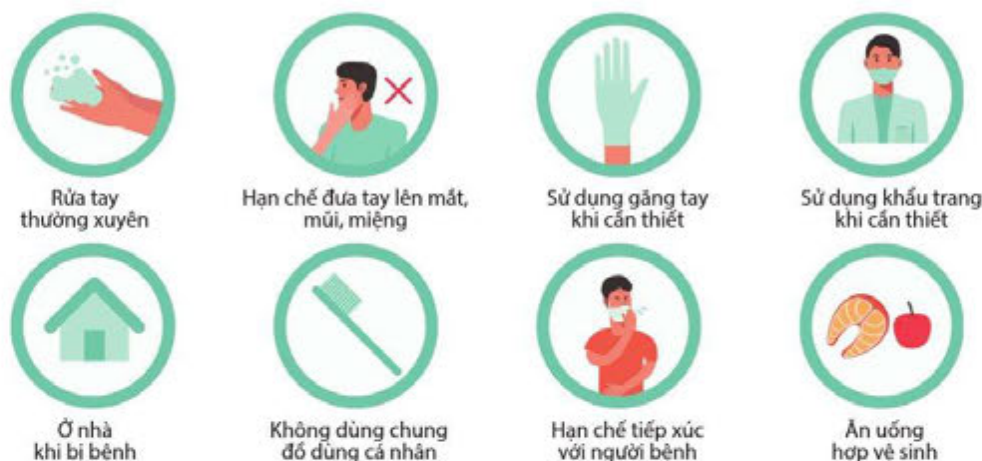 Rửa tay
thường xuyên
Hạn chế đưa tay lên mắt,
mũi, miệng
Sử dụng găng tay
khi cần thiết
Sử dụng khẩu trang
khi cần thiết
Ở nhà
khi bị bệnh
Không dùng chung
đồ dùng cá nhân
Hạn chế tiếp xúc
với người bệnh
Ăn uống
hợp vệ sinh